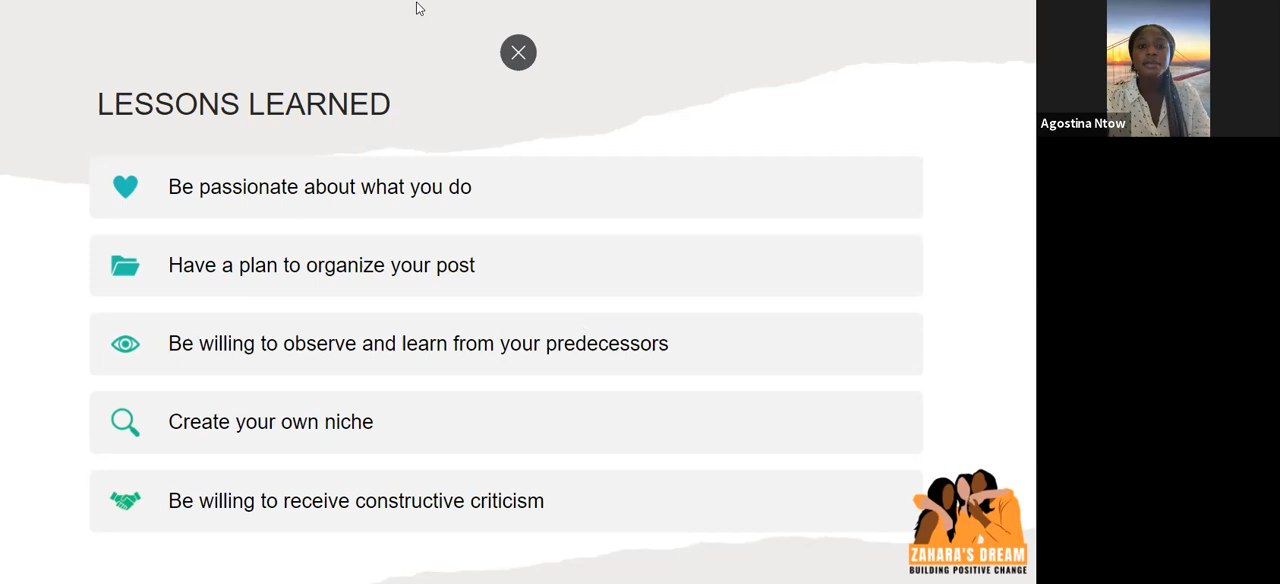 LESSONS LEARNED
Be passionate about what you do
Have a plan to organize your post
Be willing to observe and learn from your predecessors
Create your own niche
Be willing to receive constructive criticism
ZAHARA'S DREAM
BUILDING POSITIVE CHANGE
Agostina Ntow